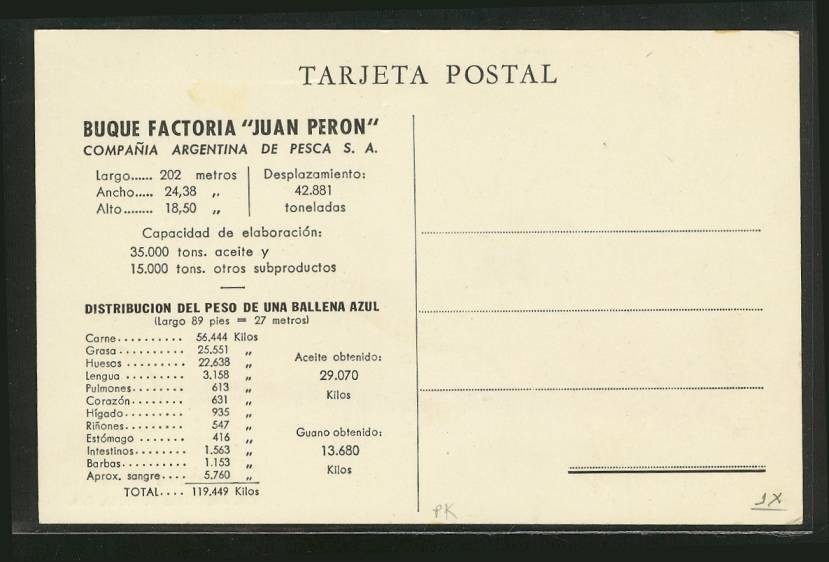 TARJETA POSTAL
BUQUE FACTORIA "JUAN PERON"
COMPAÑIA ARGENTINA DE PESCA S. A.
Largo...... 202 metros
Ancho..... 24,38 ,,
Alto........ 18,50 ,,
Desplazamiento:
42.881
toneladas
Capacidad de elaboración:
35.000 tons. aceite y
15.000 tons. otros subproductos
DISTRIBUCION DEL PESO DE UNA BALLENA AZUL
(Largo 89 pies = 27 metros)
Carne.......... 56.444 Kilos
Grasa .......... 25.551 ,,
Huesos ......... 22.638 ,,
Lengua ......... 3.158 ,,
Pulmones........ 613 ,,
Corazón......... 631 ,,
Hígado.......... 935 ,,
Riñones......... 547 ,,
Estómago ....... 416 ,,
Intestinos........ 1.563 ,,
Barbas.......... 1.153 ,,
Aprox. sangre.... 5.760 ,,
TOTAL.... 119.449 Kilos
Aceite obtenido:
29.070
Kilos
Guano obtenido:
13.680
Kilos
PK